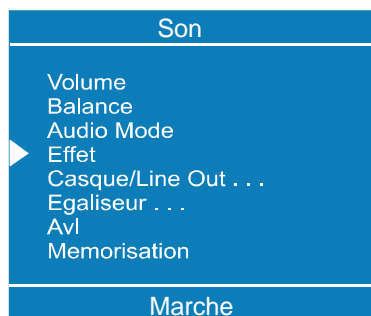 Son
Volume
Balance
Audio Mode
Effet
Casque/Line Out . . .
Egaliseur . . .
Avl
Memorisation
Marche